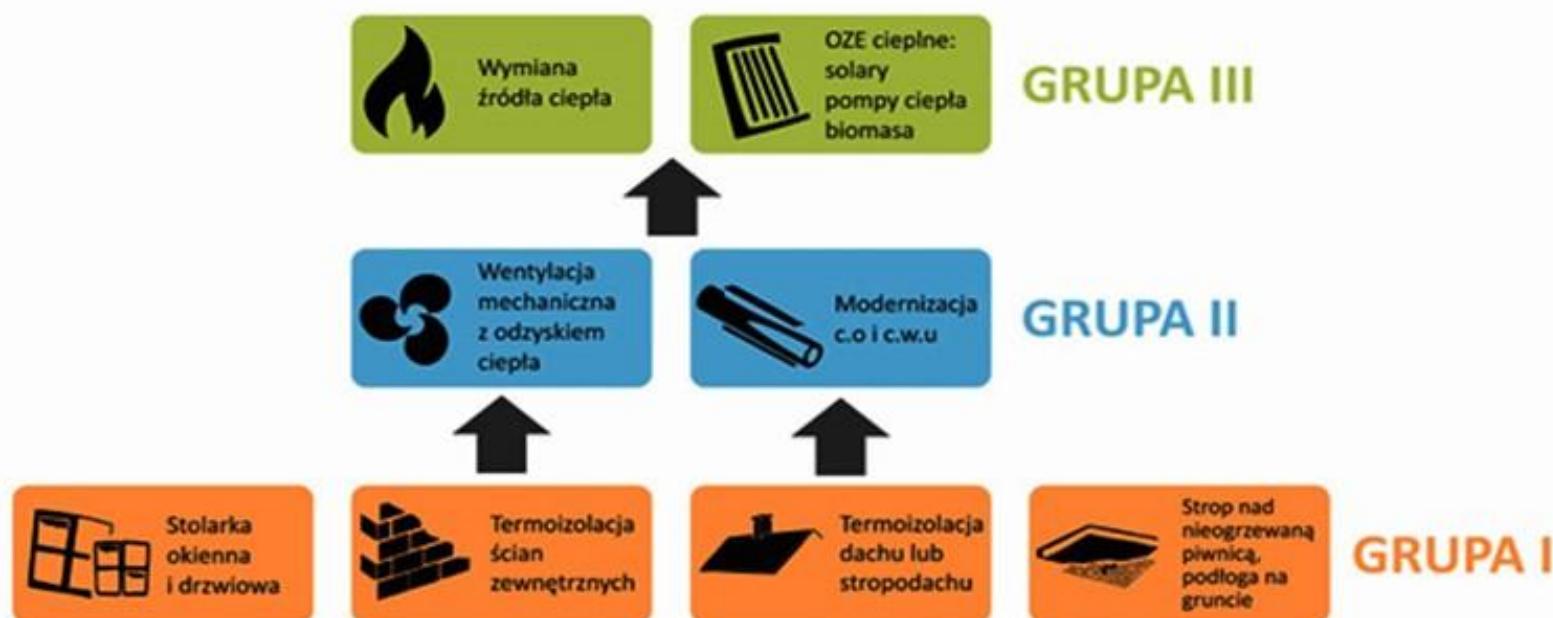 Wymiana
źródła ciepła
OZE cieplne:
solary
pompy ciepła
biomasa
GRUPA III
Wentylacja
mechaniczna
z odzyskiem
ciepła
Modernizacja
c.o i c.w.u
GRUPA II
Stolarka
okienna
i drzwiowa
Termoizolacja
ścian
zewnętrznych
Termoizolacja
dachu lub
stropodachu
Strop nad
nieogrzewaną
piwnicą,
podłoga na
gruncie
GRUPA I